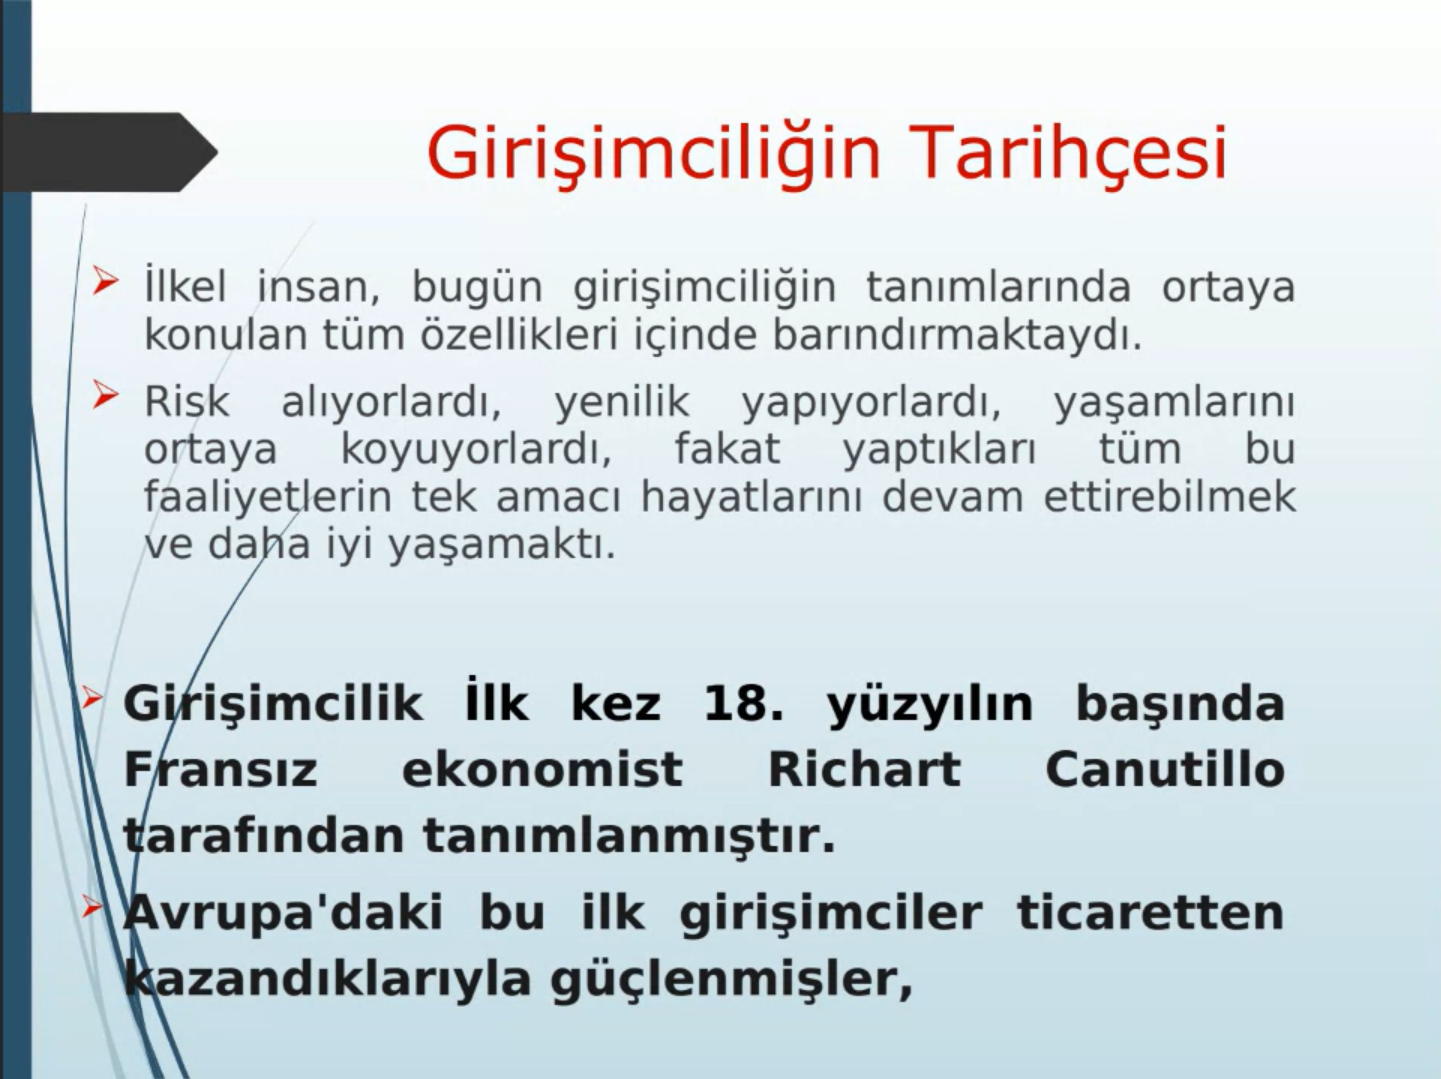 Girişimciliğin Tarihçesi
İlkel insan, bugün girişimciliğin tanımlarında ortaya
konulan tüm özellikleri içinde barındırmaktaydı.
Risk alıyorlardı, yenilik yapıyorlardı, yaşamlarını
ortaya koyuyorlardı, fakat yaptıkları tüm bu
faaliyetlerin tek amacı hayatlarını devam ettirebilmek
ve daha iyi yaşamaktı.
Girişimcilik İlk kez 18. yüzyılın başında
Fransız ekonomist Richart Canutillo
tarafından tanımlanmıştır.
Avrupa'daki bu ilk girişimciler ticaretten
kazandıklarıyla güçlenmişler,